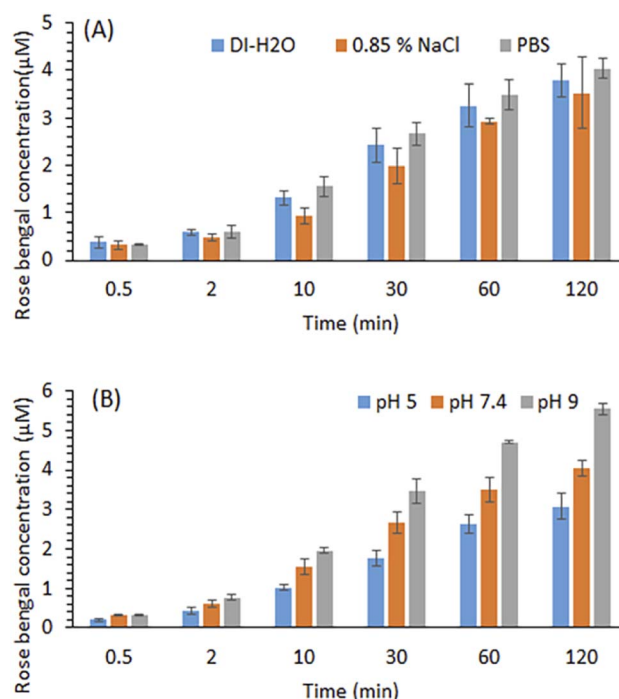 (A)
DI-H2O 0.85 % NaCl PBS
Rose bengal concentration(µM)
5
4
3
2
1
0
0.5 2 10 30 60 120
Time (min)
(B)
pH 5 pH 7.4 pH 9
Rose bengal concentration (µM)
6
5
4
3
2
1
0
0.5 2 10 30 60 120
Time (min)